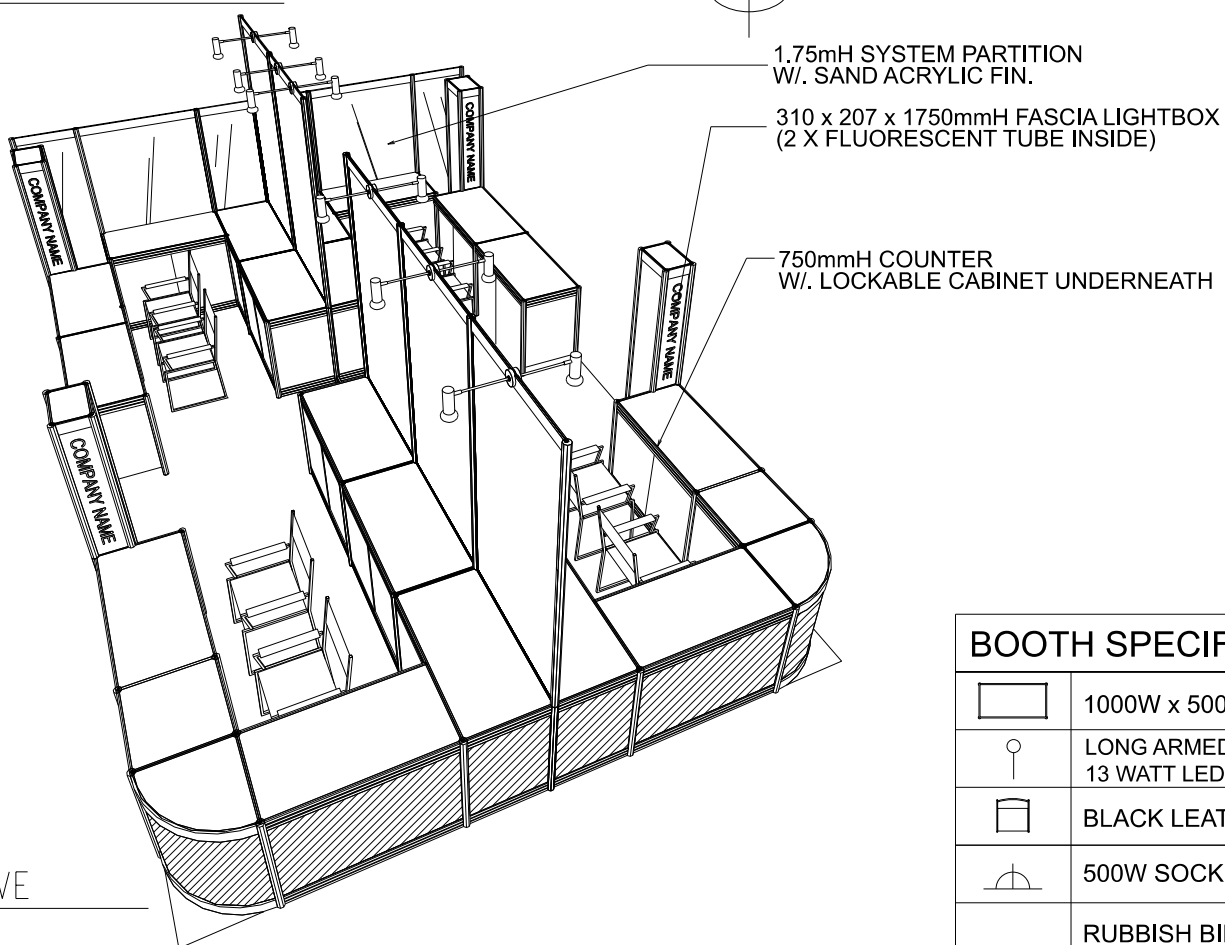 1.75mH SYSTEM PARTITION
W/. SAND ACRYLIC FIN.
310 x 207 x 1750mmH FASCIA LIGHTBOX
(2 X FLUORESCENT TUBE INSIDE)
750mmH COUNTER
W/. LOCKABLE CABINET UNDERNEATH
COMPANY NAME
COMPANY NAME
COMPANY NAME
COMPANY NAME
BOOTH SPECIF
1000W x 500
LONG ARMED
13 WATT LED
BLACK LEAT
500W SOCK
RUBBISH BI
VE